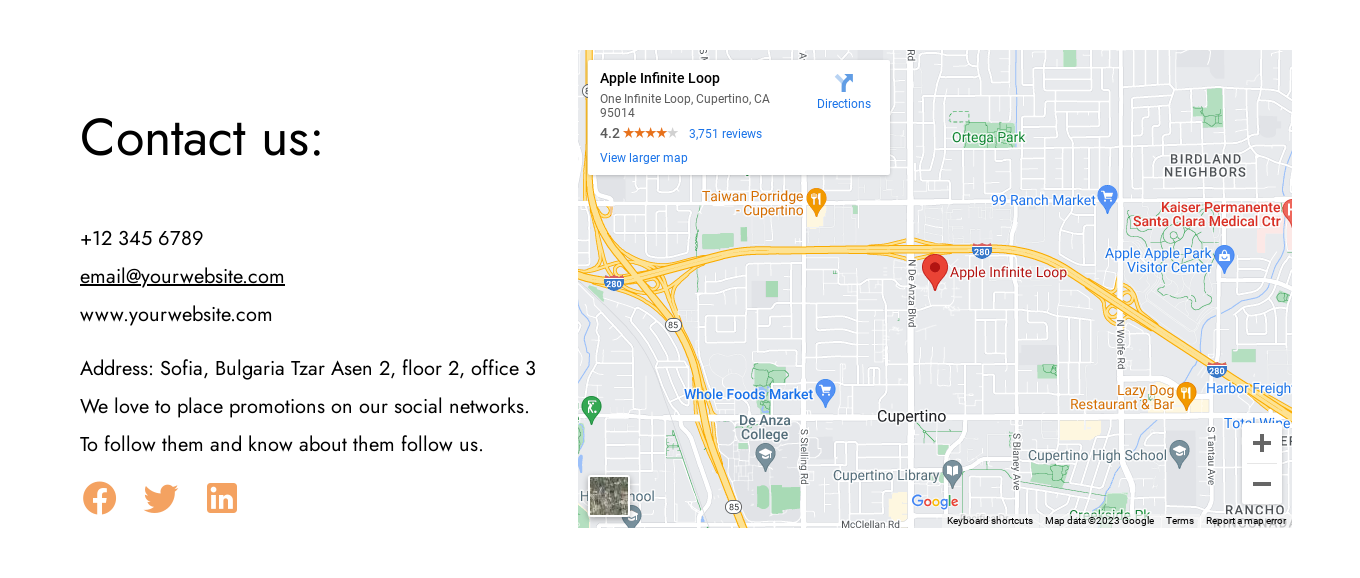 Contact us:
+12 345 6789
email@yourwebsite.com
www.yourwebsite.com
Address: Sofia, Bulgaria Tzar Asen 2, floor 2, office 3
We love to place promotions on our social networks.
To follow them and know about them follow us.
Apple Infinite Loop
One Infinite Loop, Cupertino, CA
95014
4.2
3,751 reviews
View larger map
Directions
Ortega Park
BIRDLAND
NEIGHBORS
Taiwan Porridge
- Cupertino
99 Ranch Market
Kaiser Permanente
Santa Clara Medical Ctr
Apple Apple Park
Visitor Center
280
280
Apple Infinite Loop
N De Anza Blvd
85
N Wolfe Rd
280
Whole Foods Market
Lazy Dog
Restaurant & Bar
Harbor Freight
De Anza
College
Cupertino
Total Wine
S Stelling Rd
S Blaney Ave
S Tantau Ave
Cupertino High School
Cupertino Library
Google
85
McClellan Rd
Creekside Pk
RANCHO
Keyboard shortcuts
Map data ©2023 Google
Terms
Report a map error